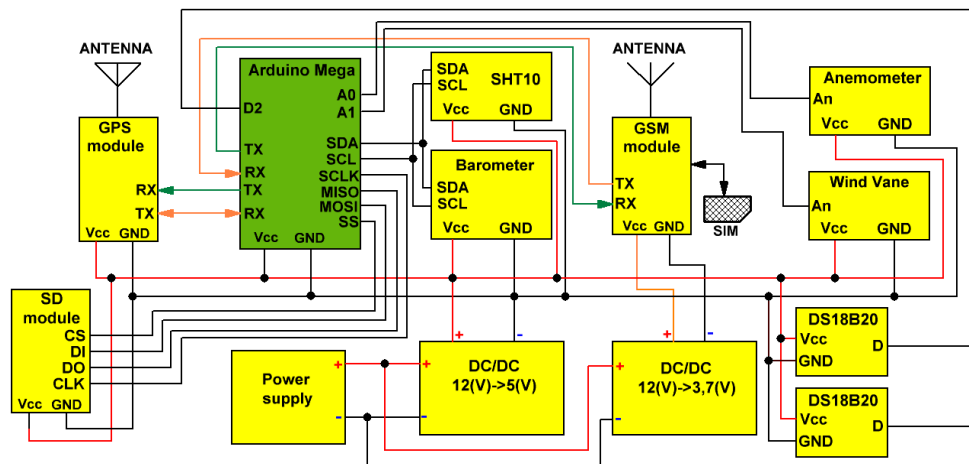 ANTENNA
GPS
module
RX
TX
Vcc GND
Arduino Mega
D2
A0
A1
SDA
SCL
SCLK
MISO
MOSI
SS
TX
RX
TX
RX
Vcc GND
SDA
SCL
SHT10
Vcc GND
Barometer
SDA
SCL
Vcc GND
ANTENNA
GSM
module
TX
RX
Vcc GND
SIM
Anemometer
An
Vcc GND
Wind Vane
An
Vcc GND
SD
module
CS
DI
DO
CLK
Vcc GND
Power
supply
+
-
+ -
+
DC/DC
12(V)->5(V)
-
+ -
+
DC/DC
12(V)->3,7(V)
-
DS18B20
Vcc
D
GND
DS18B20
Vcc
D
GND